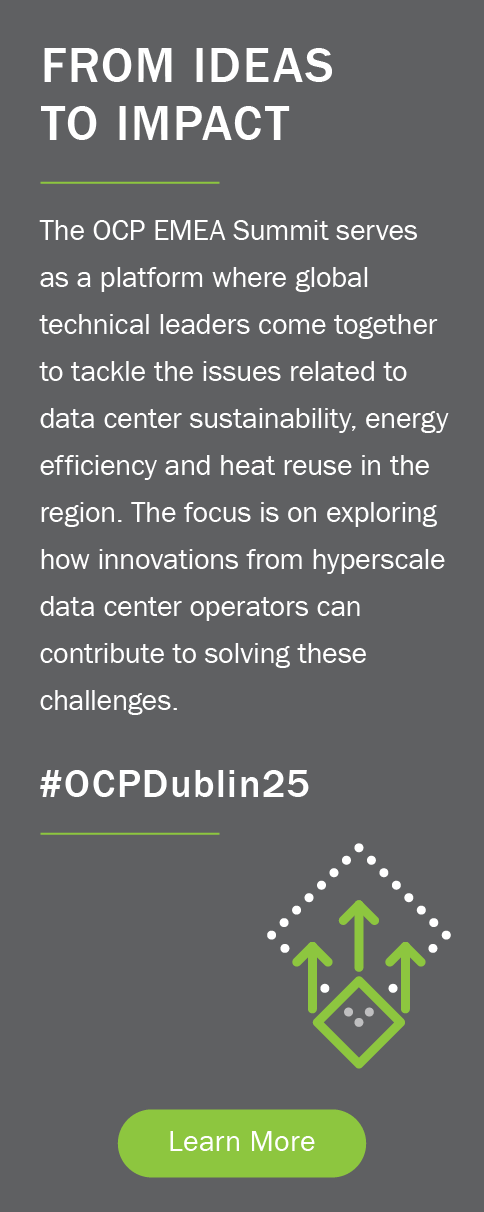 FROM IDEAS
TO IMPACT
The OCP EMEA Summit serves
as a platform where global
technical leaders come together
to tackle the issues related to
data center sustainability, energy
efficiency and heat reuse in the
region. The focus is on exploring
how innovations from hyperscale
data center operators can
contribute to solving these
challenges.
#OCPDublin25
Learn More